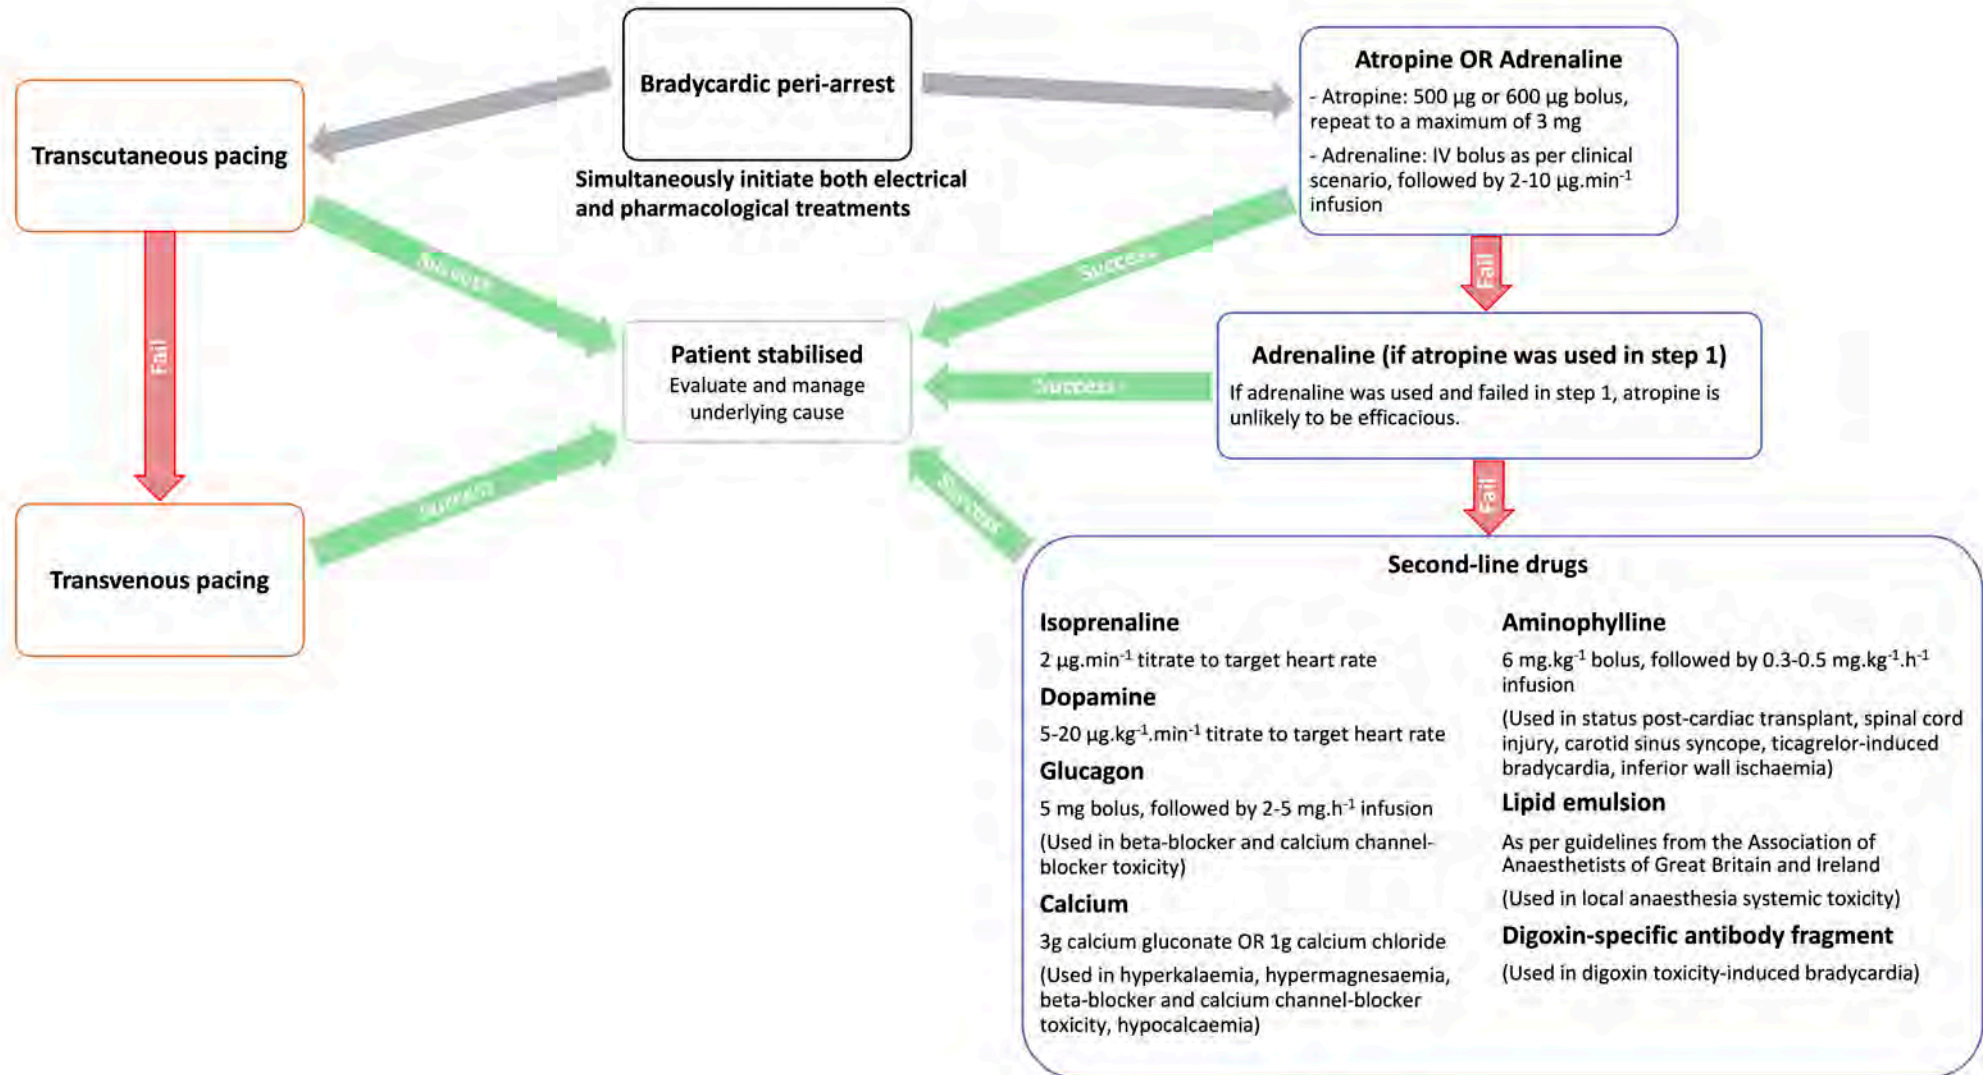 Bradycardic peri-arrest
Simultaneously initiate both electrical
and pharmacological treatments
Transcutaneous pacing
Fail
Success
Transvenous pacing
Success
Patient stabilised
Evaluate and manage
underlying cause
Atropine OR Adrenaline
- Atropine: 500 µg or 600 µg bolus,
repeat to a maximum of 3 mg
- Adrenaline: IV bolus as per clinical
scenario, followed by 2-10 µg.min⁻¹
infusion
Success
Fail
Adrenaline (if atropine was used in step 1)
If adrenaline was used and failed in step 1, atropine is
unlikely to be efficacious.
Success
Fail
Success
Second-line drugs
Isoprenaline
2 µg.min⁻¹ titrate to target heart rate
Dopamine
5-20 µg.kg⁻¹.min⁻¹ titrate to target heart rate
Glucagon
5 mg bolus, followed by 2-5 mg.h⁻¹ infusion
(Used in beta-blocker and calcium channel-
blocker toxicity)
Calcium
3g calcium gluconate OR 1g calcium chloride
(Used in hyperkalaemia, hypermagnesaemia,
beta-blocker and calcium channel-blocker
toxicity, hypocalcaemia)
Aminophylline
6 mg.kg⁻¹ bolus, followed by 0.3-0.5 mg.kg⁻¹.h⁻¹
infusion
(Used in status post-cardiac transplant, spinal cord
injury, carotid sinus syncope, ticagrelor-induced
bradycardia, inferior wall ischaemia)
Lipid emulsion
As per guidelines from the Association of
Anaesthetists of Great Britain and Ireland
(Used in local anaesthesia systemic toxicity)
Digoxin-specific antibody fragment
(Used in digoxin toxicity-induced bradycardia)